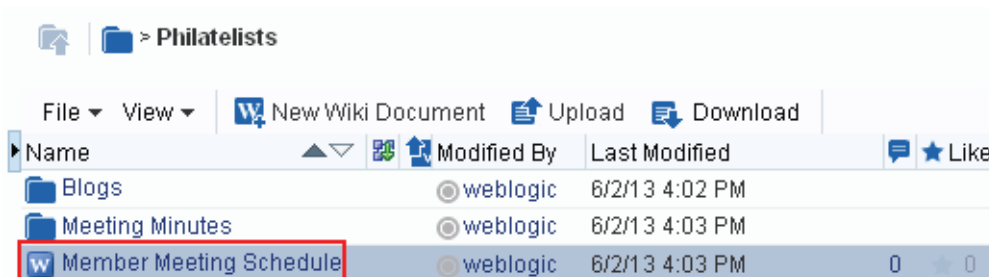 > Philatelists
File View New Wiki Document Upload Download
Name Modified By Last Modified Like
Blogs weblogic 6/2/13 4:02 PM
Meeting Minutes weblogic 6/2/13 4:03 PM
W Member Meeting Schedule weblogic 6/2/13 4:03 PM 0 0